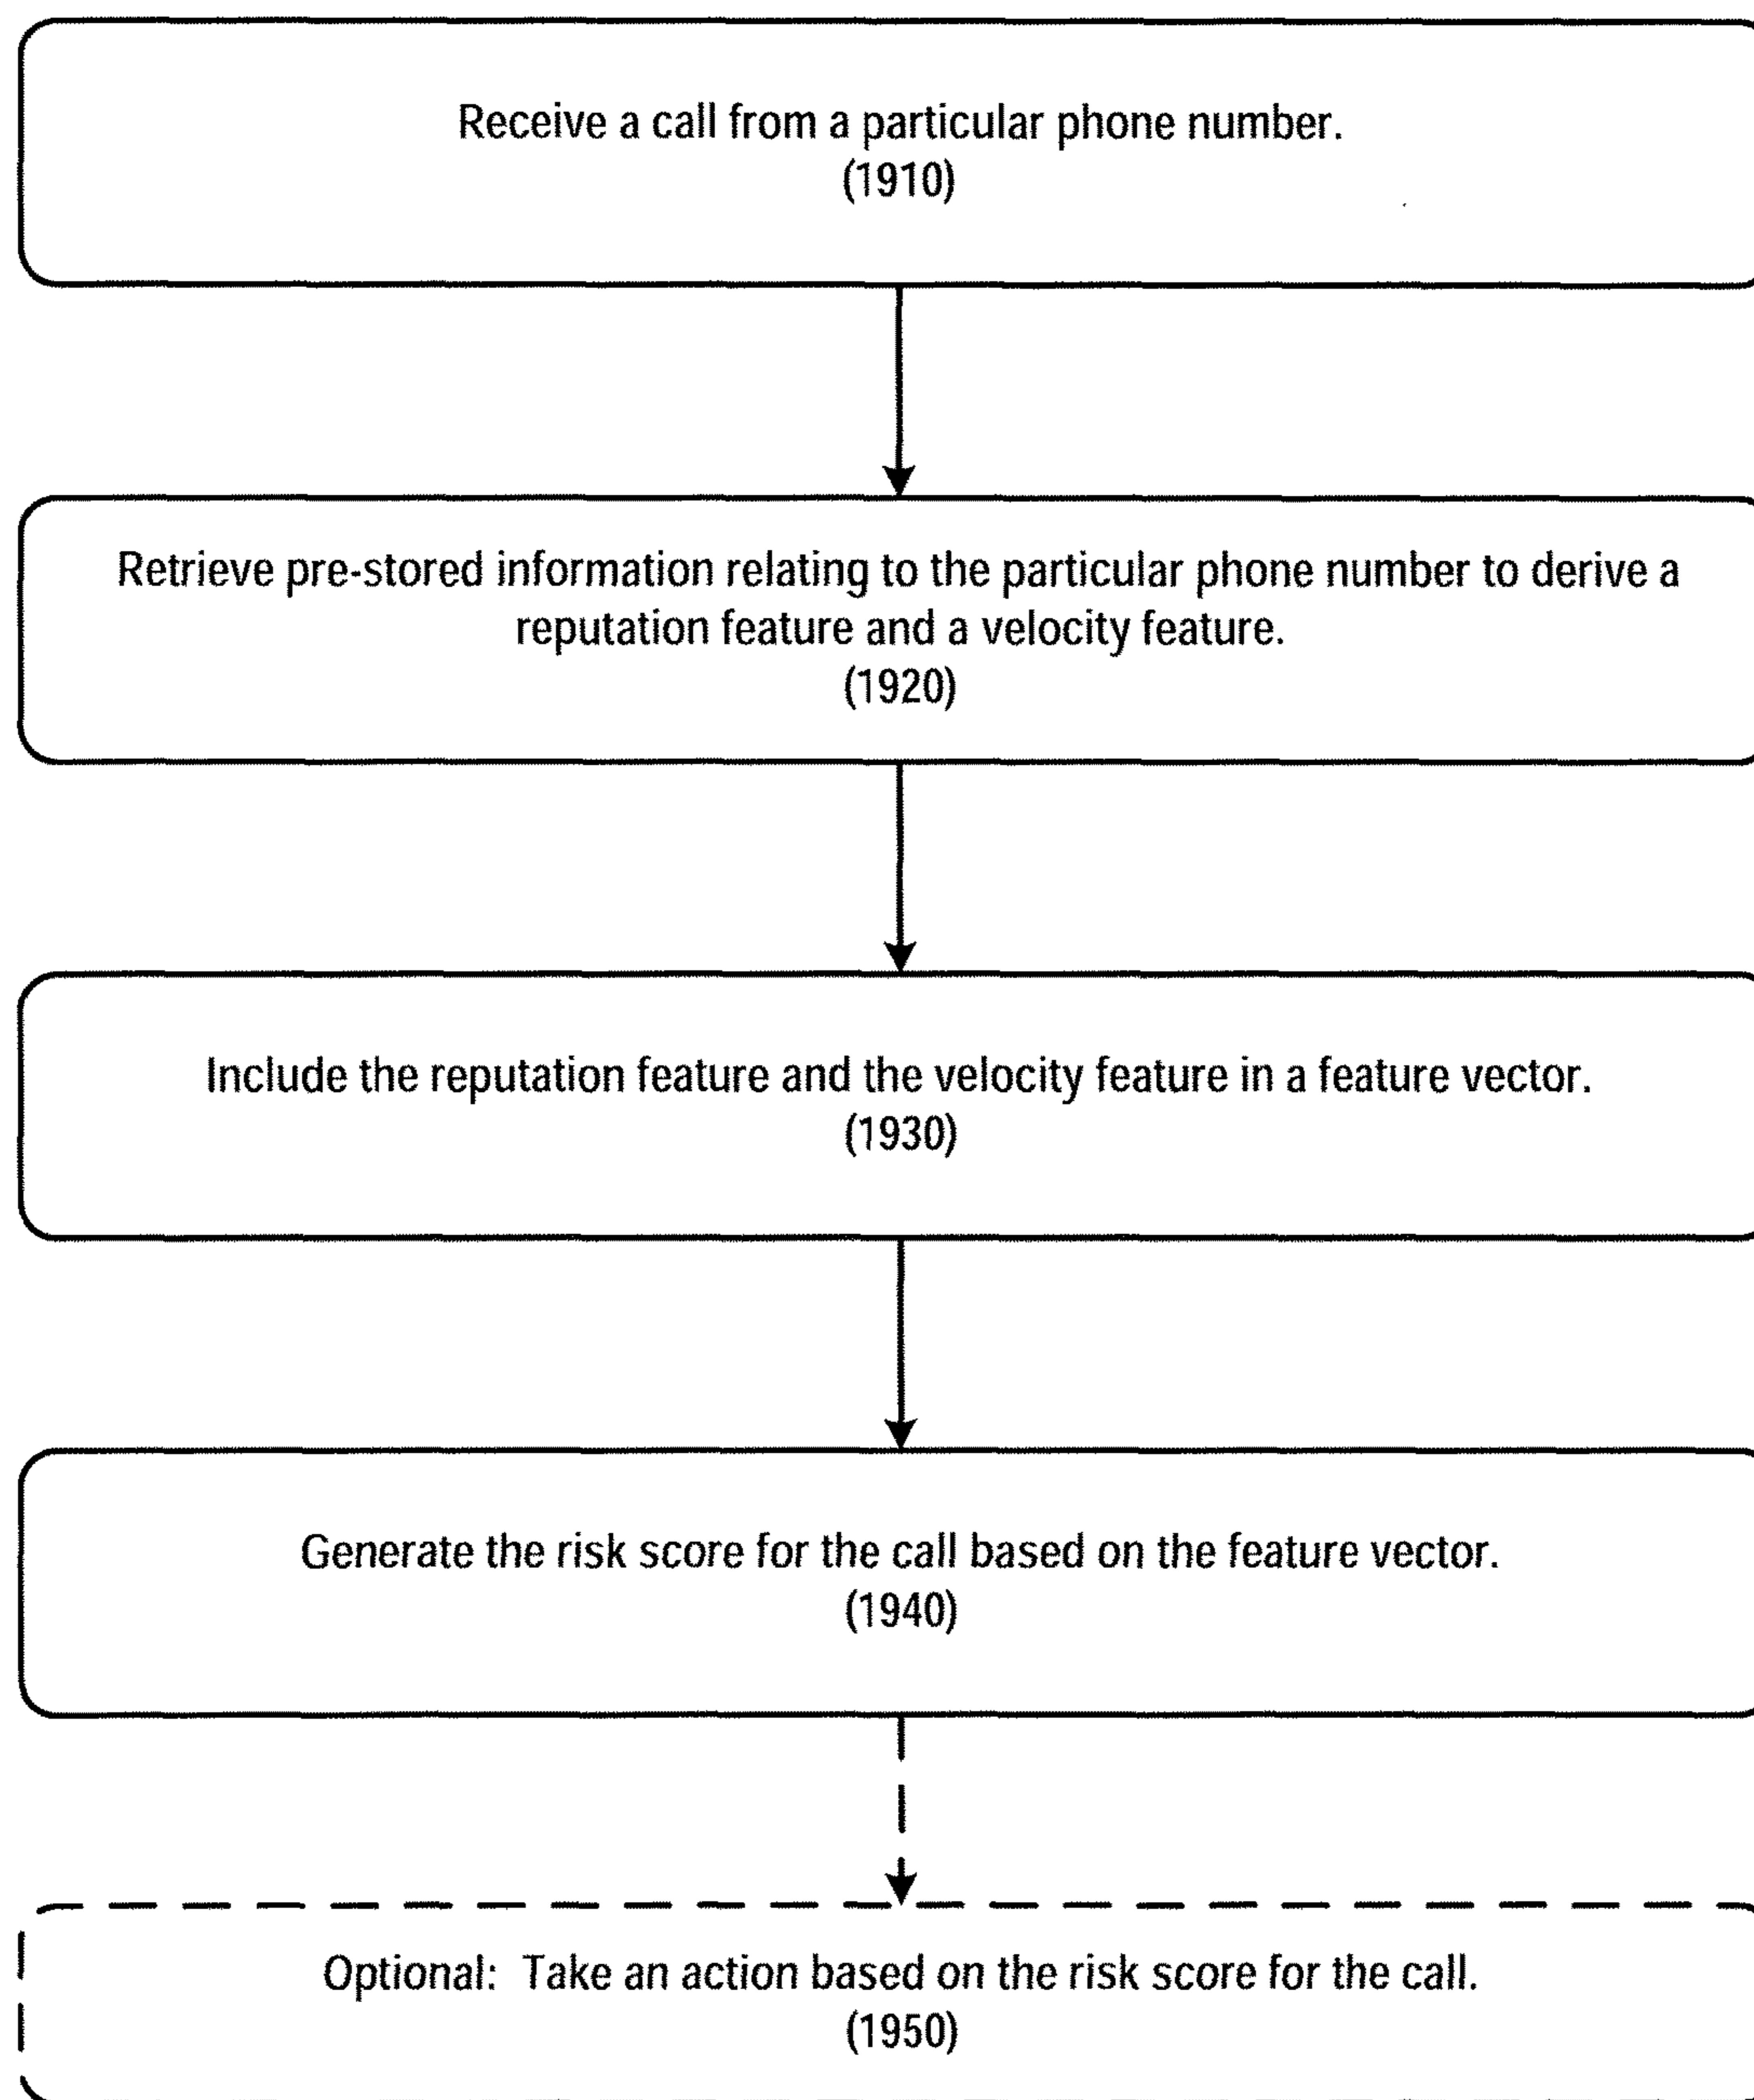 Receive a call from a particular phone number.
(1910)
Retrieve pre-stored information relating to the particular phone number to derive a
reputation feature and a velocity feature.
(1920)
Include the reputation feature and the velocity feature in a feature vector.
(1930)
Generate the risk score for the call based on the feature vector.
(1940)
Optional: Take an action based on the risk score for the call.
(1950)